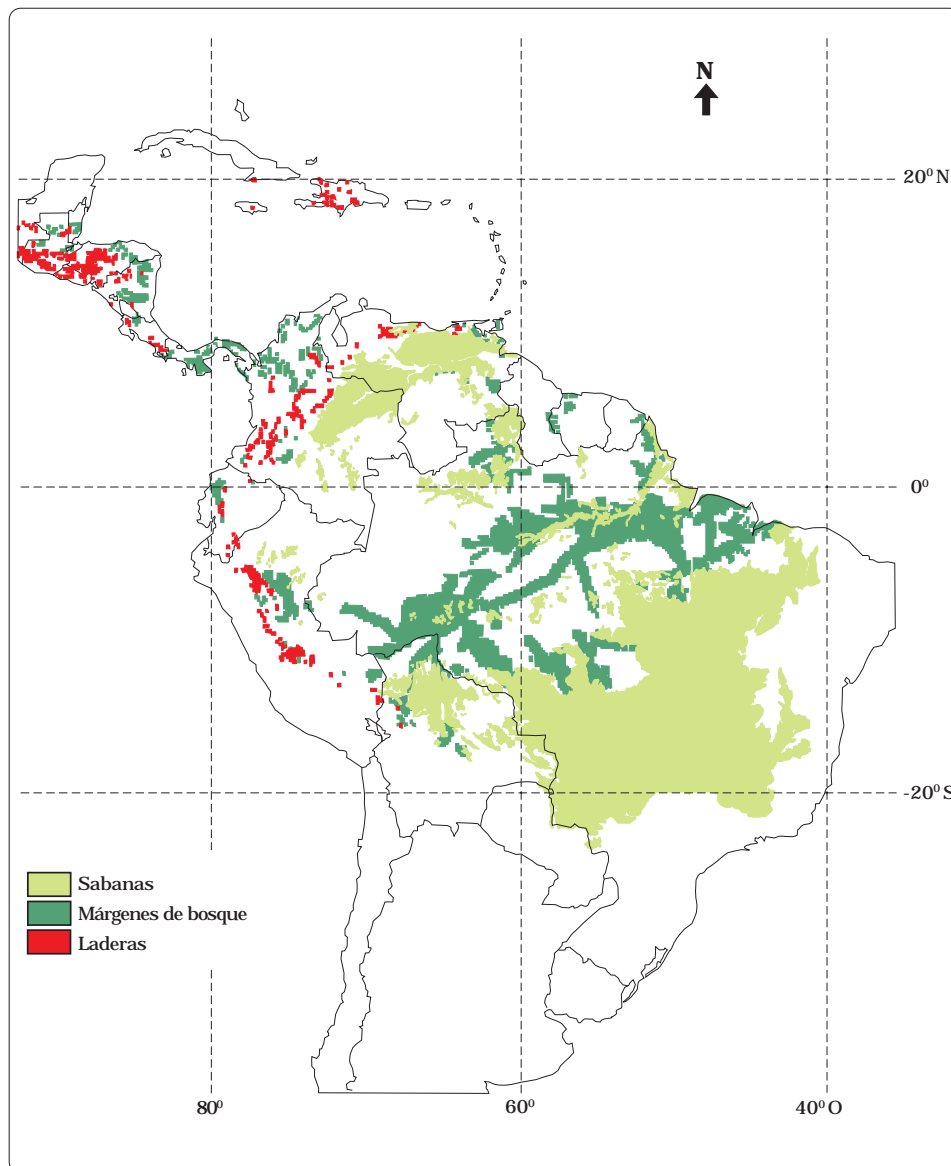 N
20⁰ N
0⁰
-20⁰ S
Sabanas
Márgenes de bosque
Laderas
80⁰
60⁰
40⁰ O